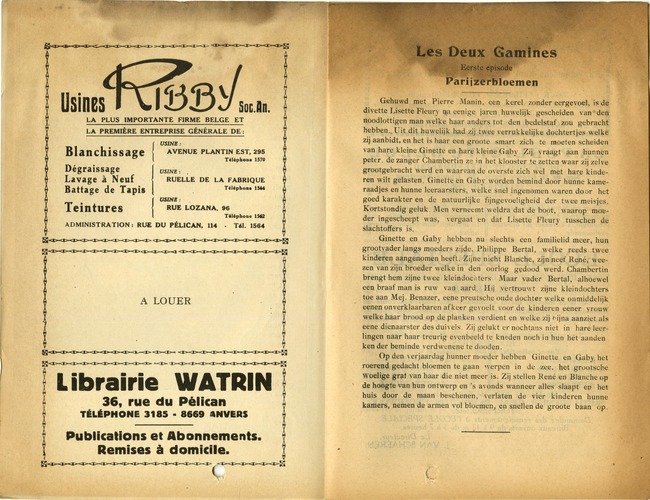 Usines RIBBY Soc. An.
LA PLUS IMPORTANTE FIRME BELGE ET
LA PREMIÈRE ENTREPRISE GÉNÉRALE DE :
Blanchissage
USINE :
AVENUE PLANTIN EST, 295
Téléphone 1570
Dégraissage
Lavage à Neuf
Battage de Tapis
USINE :
RUELLE DE LA FABRIQUE
Téléphone 1564
Teintures
USINE :
RUE LOZANA, 96
Téléphone 1562
ADMINISTRATION : RUE DU PÉLICAN, 114 - Tél. 1564
A LOUER
Librairie WATRIN
36, rue du Pélican
TÉLÉPHONE 3185 - 8669 ANVERS
Publications et Abonnements.
Remises à domicile.
Les Deux Gamines
Eerste episode
Parijzerbloemen
Gehuwd met Pierre Manin, een kerel zonder eergevoel, is de
divette Lisette Fleury na eenige jaren huwelijk gescheiden van den
noodlottigen man welke haar anders tot den bedelstaf zou gebracht
hebben. Uit dit huwelijk had zij twee verrukkelijke dochtertjes welke
zij aanbidt, en het is haar een groote smart zich te moeten scheiden
van hare kleine Ginette en hare kleine Gaby. Zij vraagt aan hunnen
peter, de zanger Chambertin ze in het klooster te zetten waar zij zelve
grootgebracht werd en waarvan de overste zich wel met hare kinde-
ren wilt gelasten. Ginette en Gaby worden bemind door hunne kame-
raadjes en hunne leeraarsters, welke snel ingenomen waren door het
goed karakter en de natuurlijke fijngevoeligheid der twee meisjes.
Kortstondig geluk. Men verneemt weldra dat de boot, waarop moe-
der ingescheept was, vergaat en dat Lisette Fleury tusschen de
slachtoffers is.
Ginette en Gaby hebben nu slechts een familielid meer, hun
grootvader langs moeders zijde, Philippe Bertal, welke reeds twee
kinderen aangenomen heeft. Zijne nicht Blanche, zijn neef René, wee-
zen van zijn broeder welke in den oorlog gedood werd. Chambertin
brengt hem zijne twee kleindochters. Maar vader Bertal, alhoewel
een braaf man is ruw van aard. Hij vertrouwt zijne kleindochters
toe aan Mej. Benazer, eene preutsche oude dochter welke onmiddelijk
eenen onverklaarbaren afkeer gevoelt voor de kinderen eener vrouw
welke haar brood op de planken verdient en welke zij bijna aanziet als
eene dienaarster des duivels. Zij gelukt er nochtans niet in hare leer-
lingen naar haar treurig evenbeeld te kneden noch in hun hét aanden
ken der beminde verdwenene te dooden.
Op den verjaardag hunner moeder hebben Ginette en Gaby het
roerend gedacht bloemen te gaan werpen in de zee, het grootsche
woelige graf van haar die niet meer is. Zij stellen René en Blanche op
de hoogte van hun ontwerp en 's avonds wanneer alles slaapt en het
huis door de maan beschenen, verlaten de vier kinderen hunne
kamers, nemen de armen vol bloemen, en snellen de groote baan op.